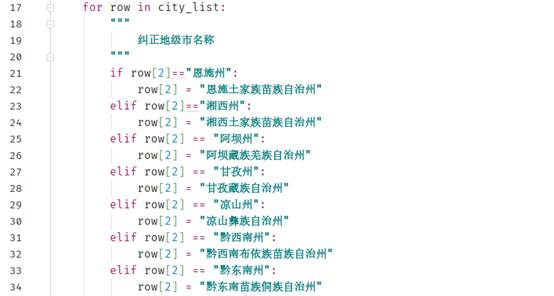 17 for row in city_list:
18 """
19 纠正地级市名称
20 """
21 if row[2]=="恩施州":
22 row[2] = "恩施土家族苗族自治州"
23 elif row[2]=="湘西州":
24 row[2] = "湘西土家族苗族自治州"
25 elif row[2] == "阿坝州":
26 row[2] = "阿坝藏族羌族自治州"
27 elif row[2] == "甘孜州":
28 row[2] = "甘孜藏族自治州"
29 elif row[2] == "凉山州":
30 row[2] = "凉山彝族自治州"
31 elif row[2] == "黔西南州":
32 row[2] = "黔西南布依族苗族自治州"
33 elif row[2] == "黔东南州":
34 row[2] = "黔东南苗族侗族自治州"